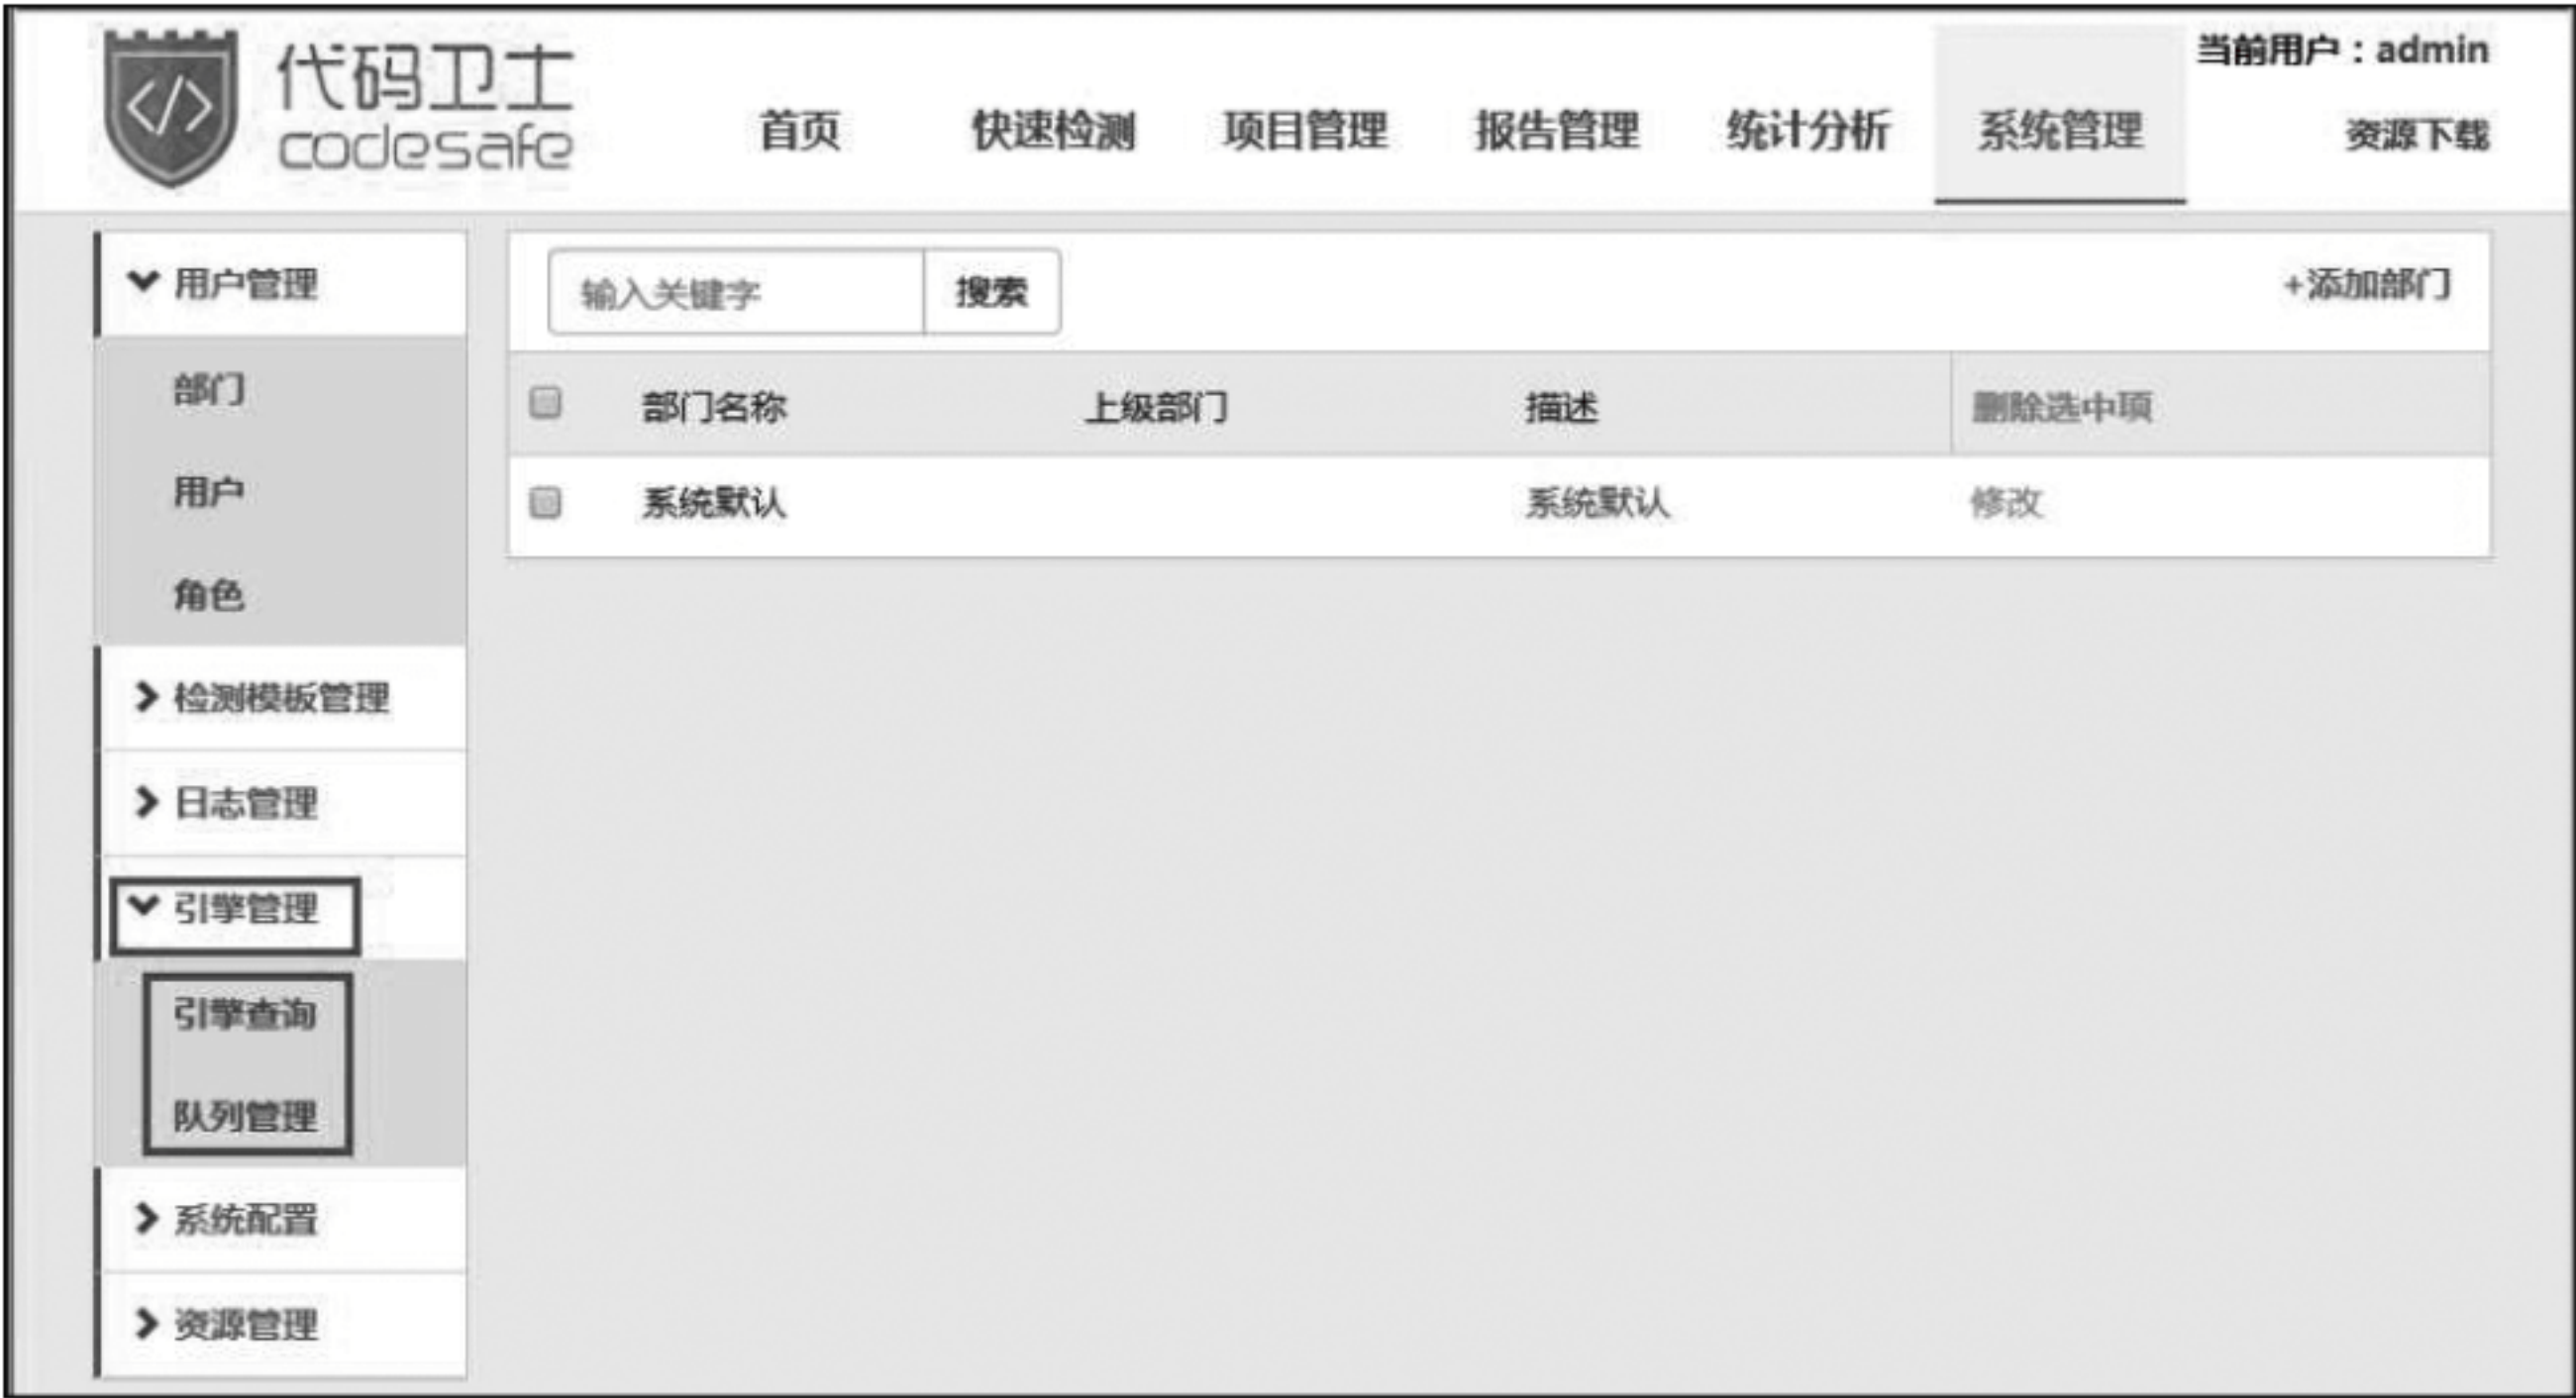 代码卫士
codesafe
当前用户：admin
首页 快速检测 项目管理 报告管理 统计分析 系统管理 资源下载
用户管理
部门
用户
角色
检测模板管理
日志管理
引擎管理
引擎查询
队列管理
系统配置
资源管理
输入关键字 搜索 +添加部门
部门名称 上级部门 描述 删除选中项
系统默认 系统默认 修改